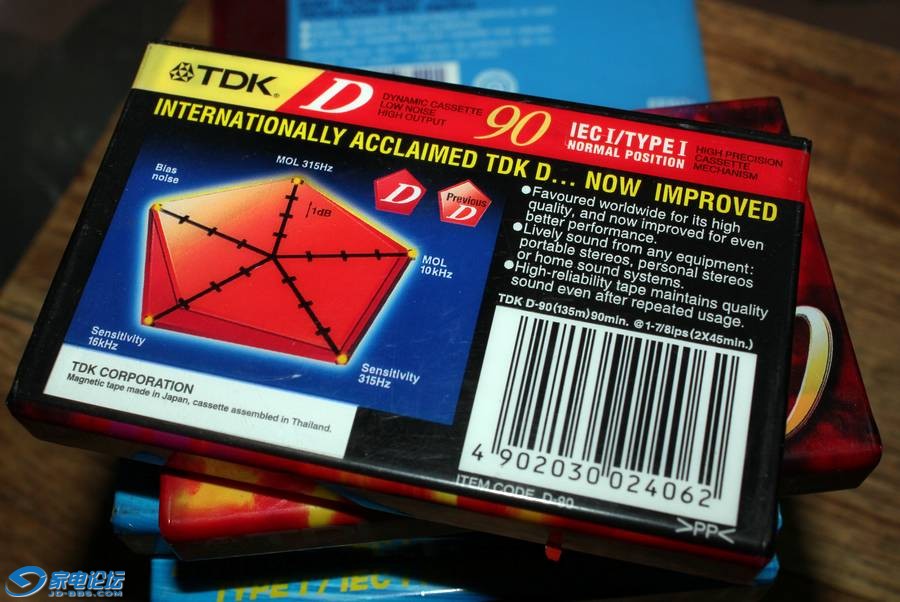 TDK
D
DYNAMIC CASSETTE
LOW NOISE
HIGH OUTPUT
90
IEC I/TYPE I
NORMAL POSITION
HIGH PRECISION
CASSETTE
MECHANISM
INTERNATIONALLY ACCLAIMED TDK D... NOW IMPROVED
Bias
noise
MOL 315Hz
1dB
D
Previous
D
MOL
10kHz
Sensitivity
16kHz
Sensitivity
315Hz
●Favoured worldwide for its high
quality, and now improved for even
better performance.
●Lively sound from any equipment:
portable stereos, personal stereos
or home sound systems.
●High-reliability tape maintains quality
sound even after repeated usage.
TDK D-90(135m)90min. @1-7/8ips(2X45min.)
TDK CORPORATION
Magnetic tape made in Japan, cassette assembled in Thailand.
4 902030 024062
ITEM CODE D-90
>PP<
TYPE I / IEC I
家电论坛
JD-BBS.COM